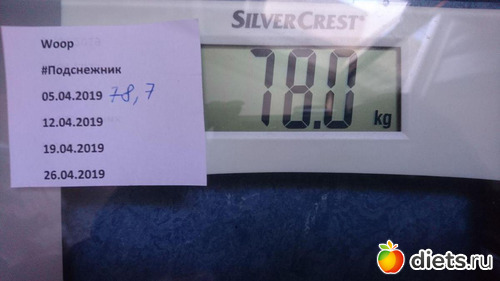 Woop
#Подснежник
05.04.2019 78,7
12.04.2019
19.04.2019
26.04.2019
SILVERCREST®
78.0 kg
diets.ru